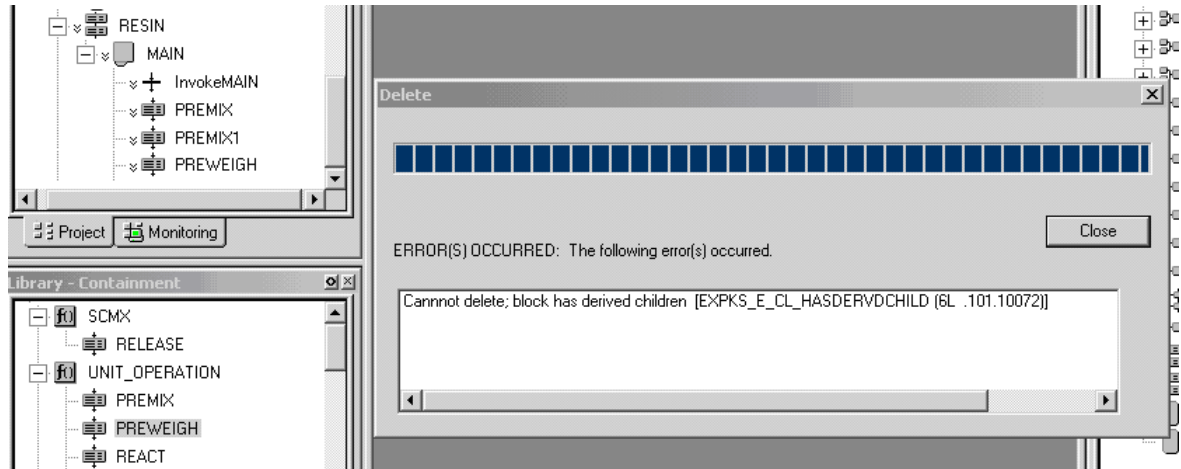 RESIN
MAIN
InvokeMAIN
PREMIX
PREMIX1
PREWEIGH
Project Monitoring
Library - Containment
f() SCMX
RELEASE
f() UNIT_OPERATION
PREMIX
PREWEIGH
REACT
Delete
Close
ERROR(S) OCCURRED: The following error(s) occurred.
Cannnot delete; block has derived children [EXPKS_E_CL_HASDERVDCHILD (6L .101.10072)]